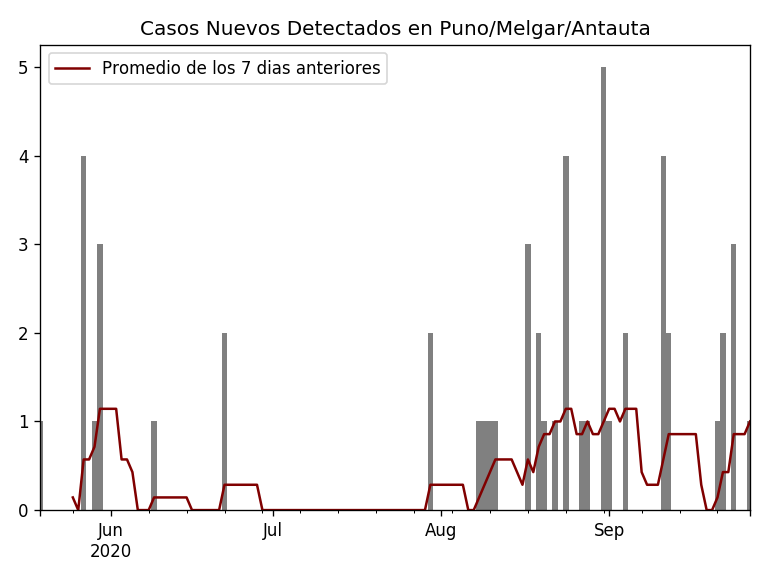 Casos Nuevos Detectados en Puno/Melgar/Antauta
Promedio de los 7 dias anteriores
5
4
3
2
1
0
Jun
2020
Jul
Aug
Sep